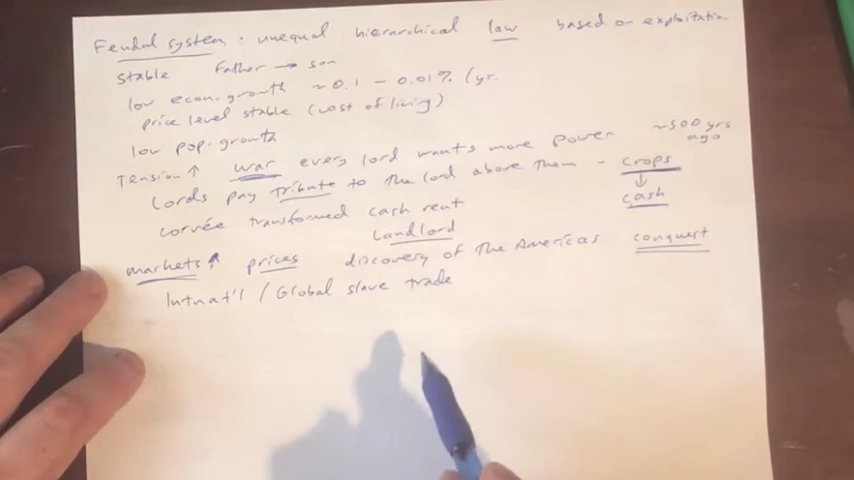 Feudal system: unequal hierarchical law based on exploitation
stable Father → son
low econ. growth ~0.1 - 0.01% /yr.
price level stable (cost of living)
low pop. growth
Tension ↑ war every lord wants more power ~500 yrs ago
Lords pay tribute to the lord above them - crops
↓
corvée transformed cash rent cash
Landlord
markets ↑ prices discovery of the Americas conquest
Intnat'l / Global slave trade